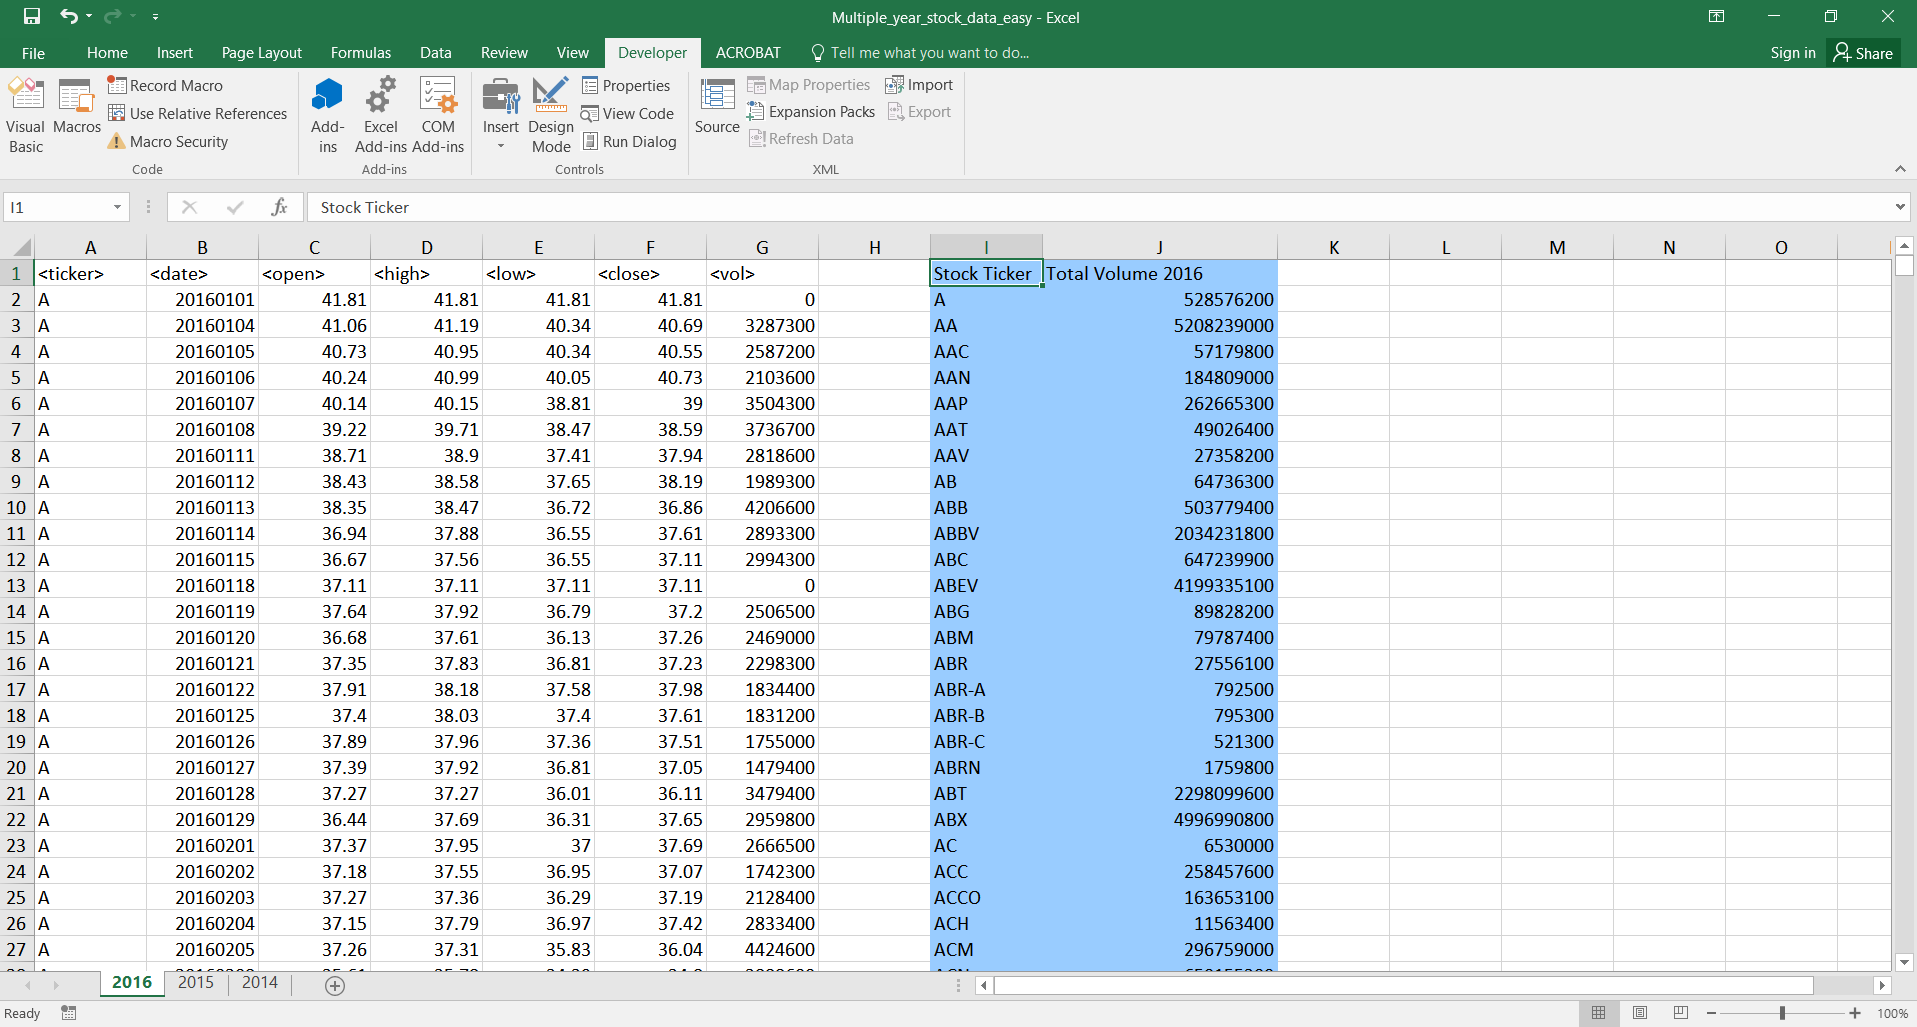 Multiple_year_stock_data_easy - Excel
File Home Insert Page Layout Formulas Data Review View Developer ACROBAT Tell me what you want to do... Sign in Share
Visual Basic
Macros
Record Macro
Use Relative References
Macro Security
Code
Add-ins
Excel Add-ins
COM Add-ins
Add-ins
Insert
Design Mode
Properties
View Code
Run Dialog
Controls
Source
Map Properties
Expansion Packs
Refresh Data
Import
Export
XML
I1 fx Stock Ticker
A B C D E F G H I J K L M N O
1 <ticker> <date> <open> <high> <low> <close> <vol> Stock Ticker Total Volume 2016
2 A 20160101 41.81 41.81 41.81 41.81 0 A 528576200
3 A 20160104 41.06 41.19 40.34 40.69 3287300 AA 5208239000
4 A 20160105 40.73 40.95 40.34 40.55 2587200 AAC 57179800
5 A 20160106 40.24 40.99 40.05 40.73 2103600 AAN 184809000
6 A 20160107 40.14 40.15 38.81 39 3504300 AAP 262665300
7 A 20160108 39.22 39.71 38.47 38.59 3736700 AAT 49026400
8 A 20160111 38.71 38.9 37.41 37.94 2818600 AAV 27358200
9 A 20160112 38.43 38.58 37.65 38.19 1989300 AB 64736300
10 A 20160113 38.35 38.47 36.72 36.86 4206600 ABB 503779400
11 A 20160114 36.94 37.88 36.55 37.61 2893300 ABBV 2034231800
12 A 20160115 36.67 37.56 36.55 37.11 2994300 ABC 647239900
13 A 20160118 37.11 37.11 37.11 37.11 0 ABEV 4199335100
14 A 20160119 37.64 37.92 36.79 37.2 2506500 ABG 89828200
15 A 20160120 36.68 37.61 36.13 37.26 2469000 ABM 79787400
16 A 20160121 37.35 37.83 36.81 37.23 2298300 ABR 27556100
17 A 20160122 37.91 38.18 37.58 37.98 1834400 ABR-A 792500
18 A 20160125 37.4 38.03 37.4 37.61 1831200 ABR-B 795300
19 A 20160126 37.89 37.96 37.36 37.51 1755000 ABR-C 521300
20 A 20160127 37.39 37.92 36.81 37.05 1479400 ABRN 1759800
21 A 20160128 37.27 37.27 36.01 36.11 3479400 ABT 2298099600
22 A 20160129 36.44 37.69 36.31 37.65 2959800 ABX 4996990800
23 A 20160201 37.37 37.95 37 37.69 2666500 AC 6530000
24 A 20160202 37.18 37.55 36.95 37.07 1742300 ACC 258457600
25 A 20160203 37.27 37.36 36.29 37.19 2128400 ACCO 163653100
26 A 20160204 37.15 37.79 36.97 37.42 2833400 ACH 11563400
27 A 20160205 37.26 37.31 35.83 36.04 4424600 ACM 296759000
2016 2015 2014
Ready 100%